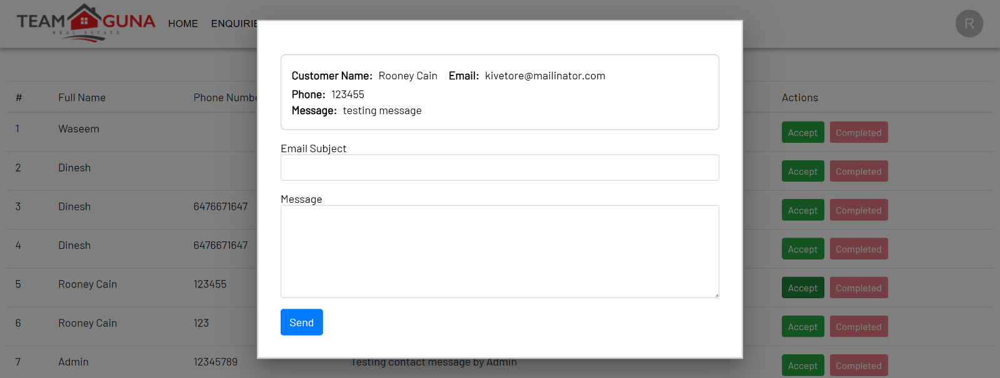 TEAM GUNA
REAL ESTATE
HOME ENQUIRIE
R
Customer Name: Rooney Cain Email: kivetore@mailinator.com
Phone: 123455
Message: testing message
# Full Name Phone Numbe Actions
1 Waseem Accept Completed
Email Subject
2 Dinesh Accept Completed
Message
3 Dinesh 6476671647 Accept Completed
4 Dinesh 6476671647 Accept Completed
5 Rooney Cain 123455 Accept Completed
Send
6 Rooney Cain 123 Accept Completed
7 Admin 12345789 Testing contact message by Admin Accept Completed